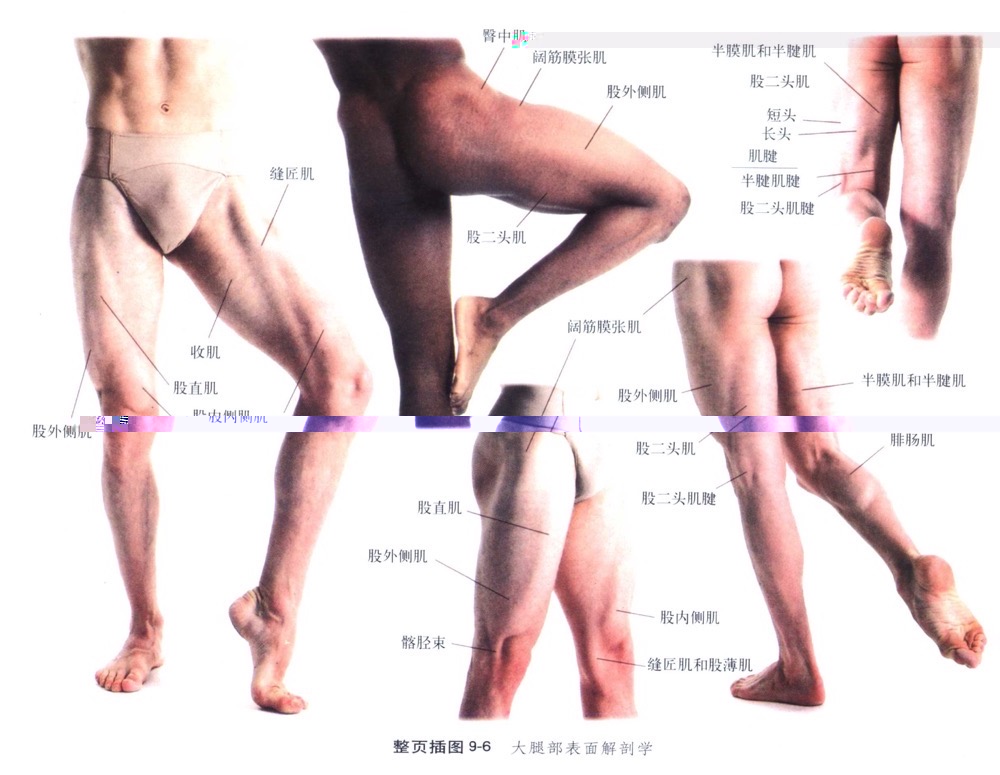 臀中肌
阔筋膜张肌
股外侧肌
股二头肌
缝匠肌
收肌
股直肌
股内侧肌
股外侧肌
半膜肌和半腱肌
股二头肌
短头
长头
肌腱
半腱肌腱
股二头肌腱
阔筋膜张肌
股外侧肌
半膜肌和半腱肌
股二头肌
腓肠肌
股二头肌腱
股直肌
股外侧肌
髂胫束
股内侧肌
缝匠肌和股薄肌
整页插图 9-6 大腿部表面解剖学